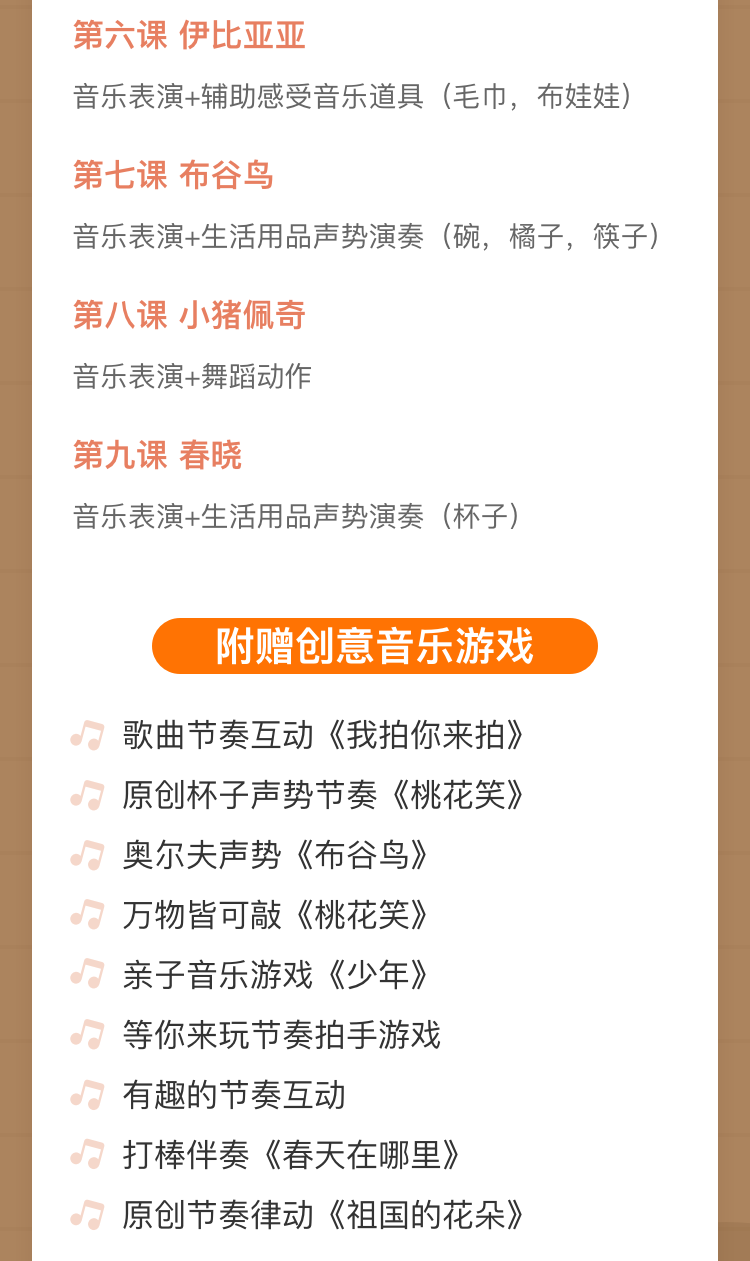 第六课 伊比亚亚
音乐表演+辅助感受音乐道具（毛巾，布娃娃）
第七课 布谷鸟
音乐表演+生活用品声势演奏（碗，橘子，筷子）
第八课 小猪佩奇
音乐表演+舞蹈动作
第九课 春晓
音乐表演+生活用品声势演奏（杯子）
附赠创意音乐游戏
歌曲节奏互动《我拍你来拍》
原创杯子声势节奏《桃花笑》
奥尔夫声势《布谷鸟》
万物皆可敲《桃花笑》
亲子音乐游戏《少年》
等你来玩节奏拍手游戏
有趣的节奏互动
打棒伴奏《春天在哪里》
原创节奏律动《祖国的花朵》